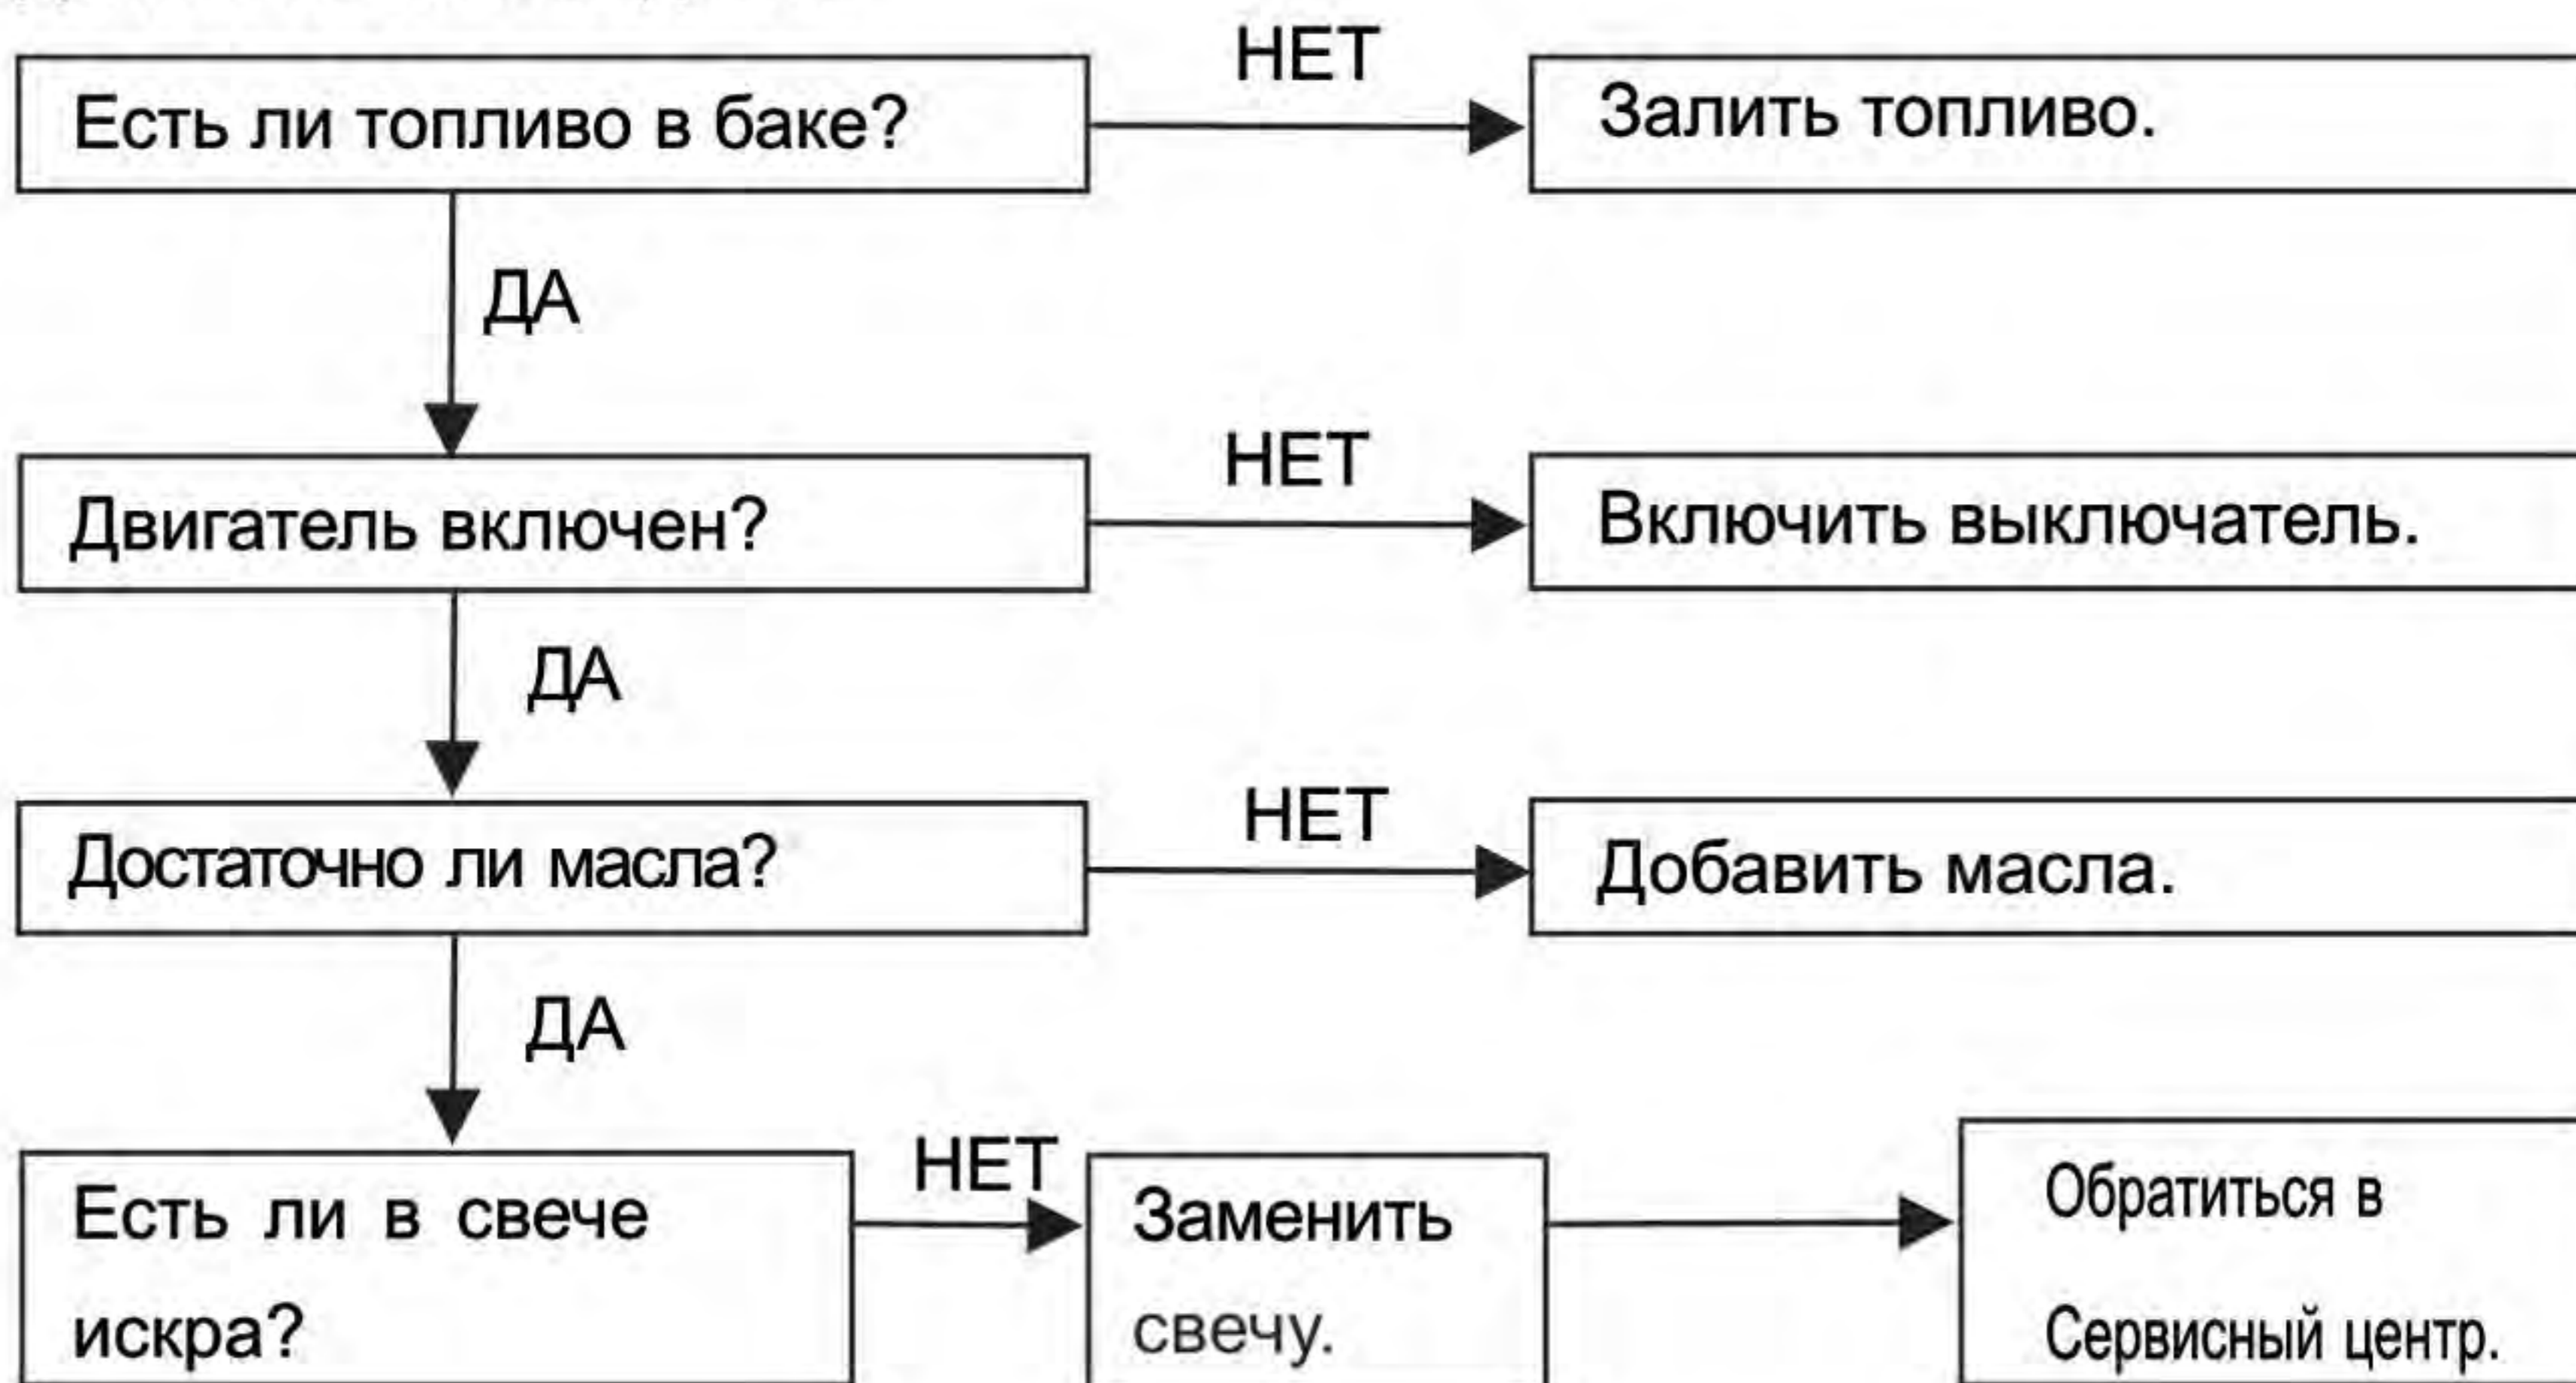 НЕТ
Есть ли топливо в баке?
Залить топливо.
ДА
НЕТ
Двигатель включен?
Включить выключатель.
ДА
НЕТ
Достаточно ли масла?
Добавить масла.
ДА
НЕТ
Есть ли в свече
искра?
Заменить
свечу.
Обратиться в
Сервисный центр.